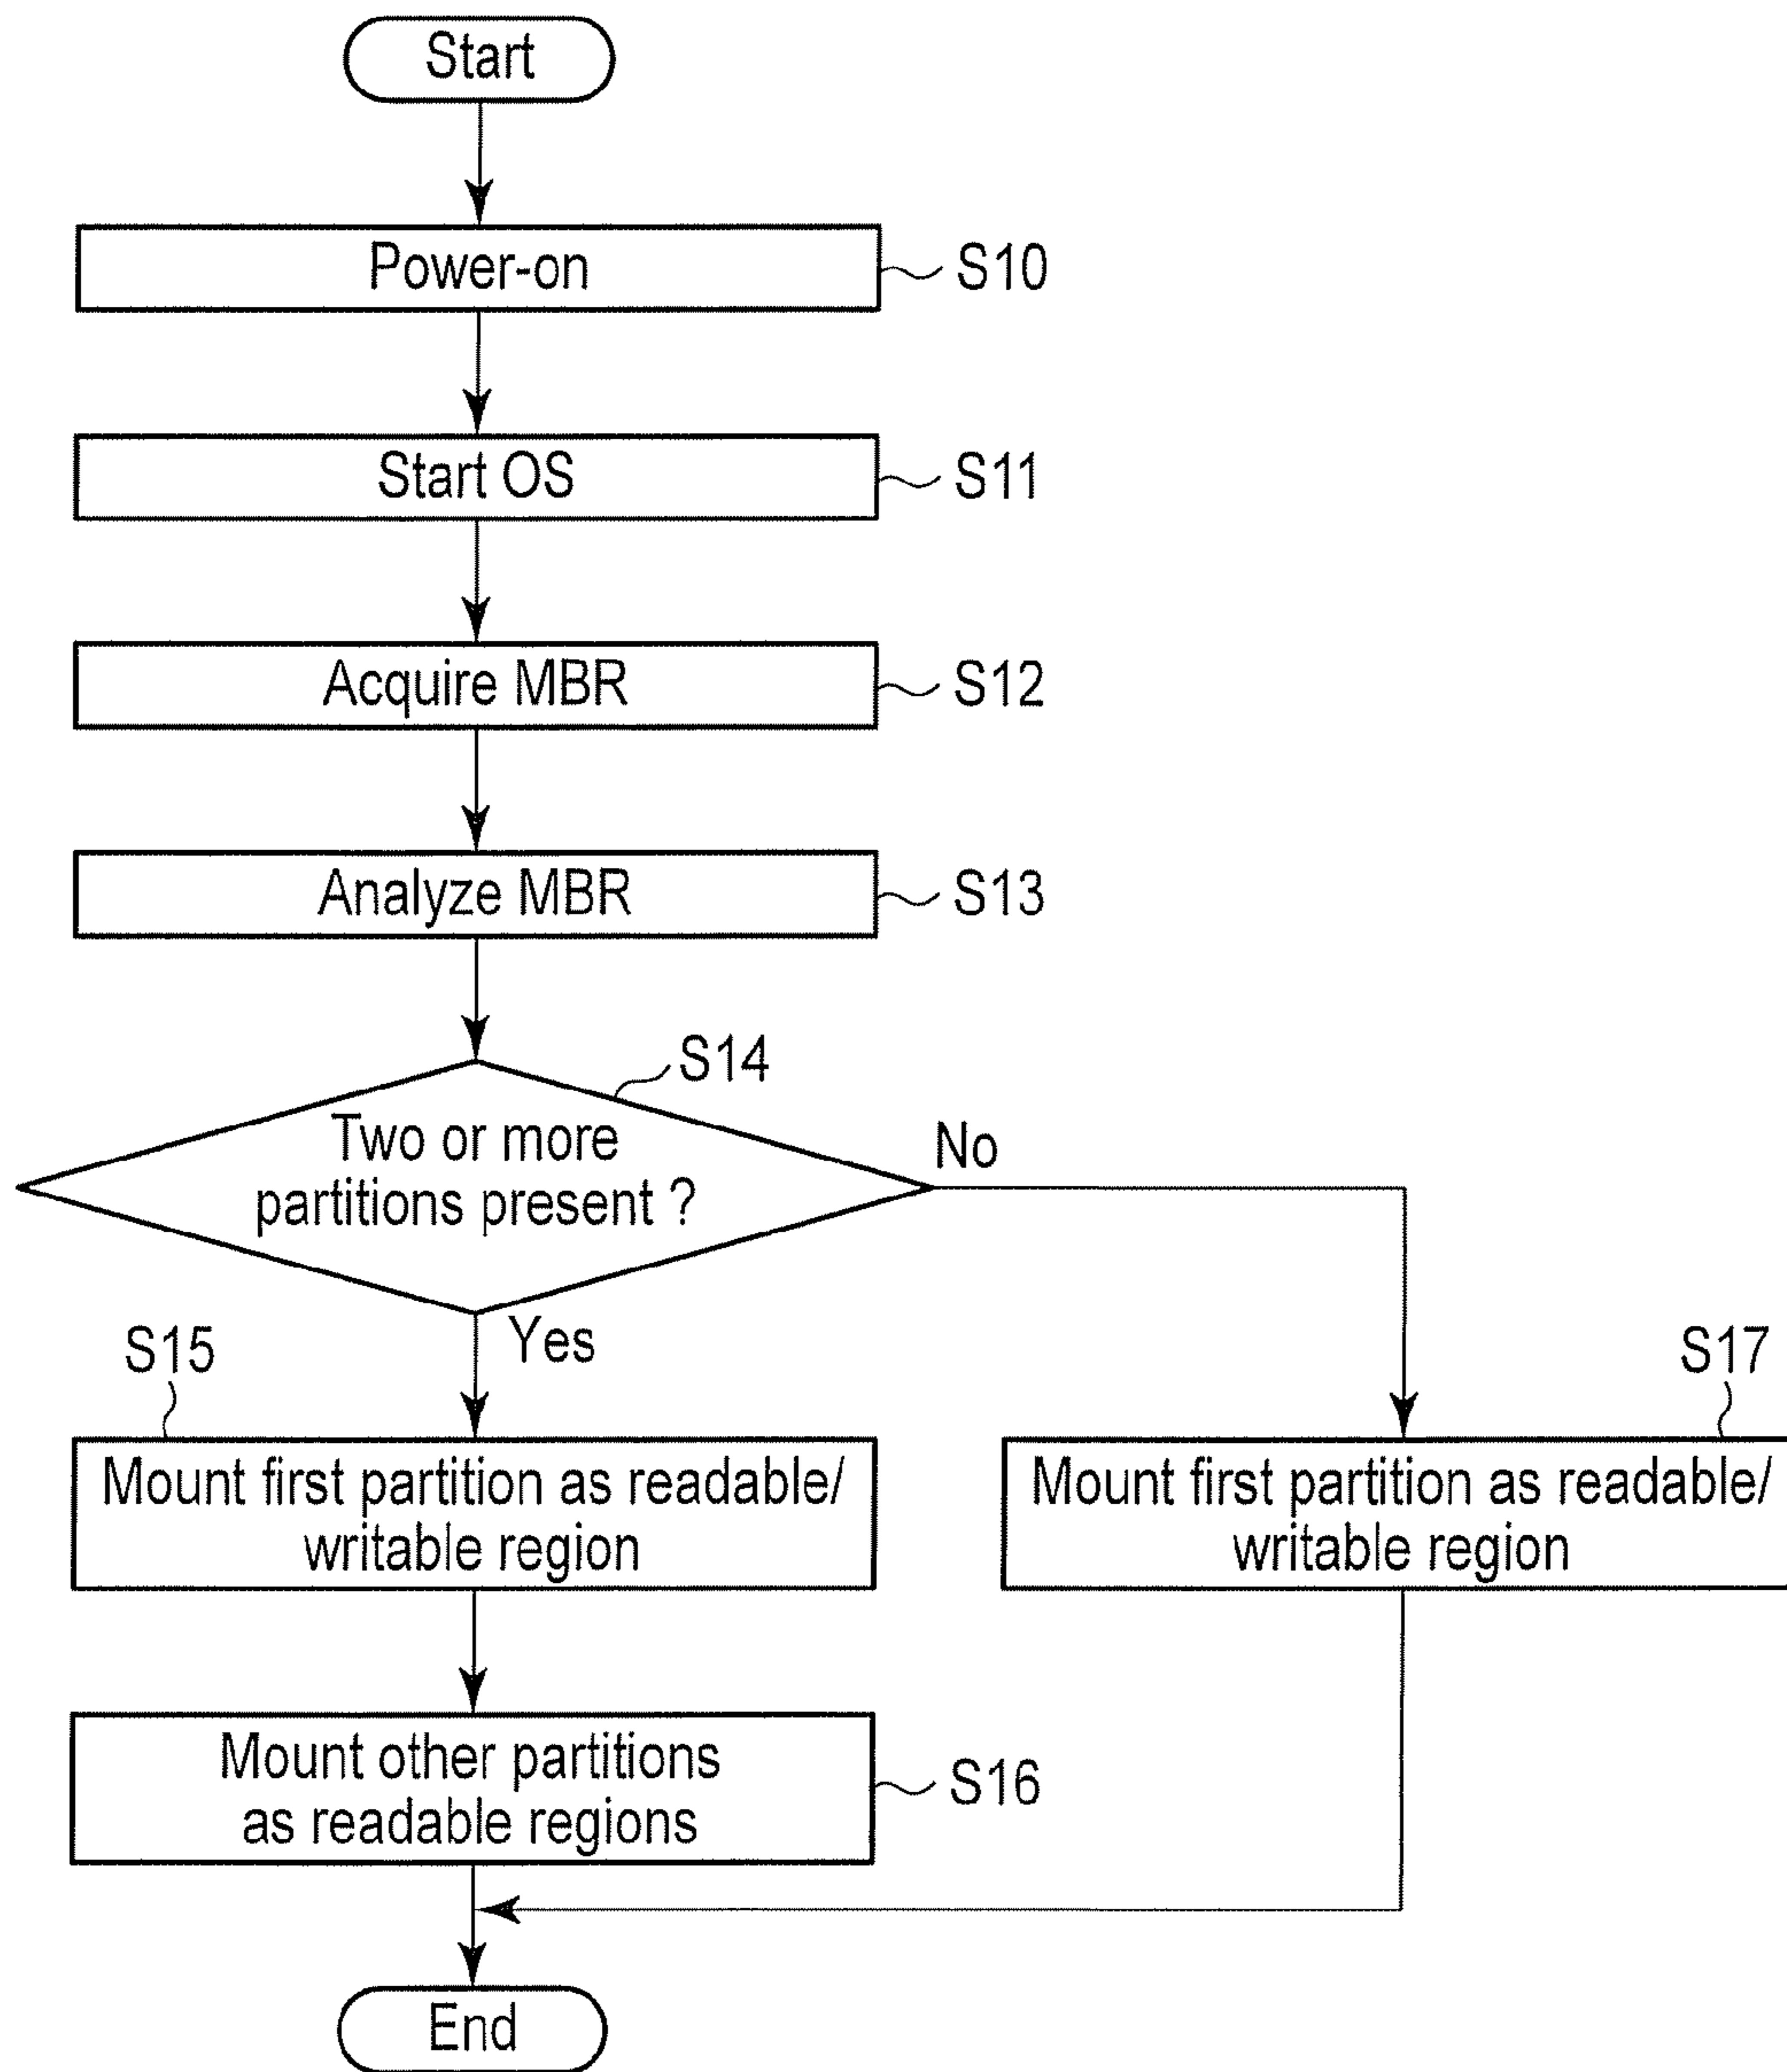 Start
Power-on
S10
Start OS
S11
Acquire MBR
S12
Analyze MBR
S13
S14
Two or more
partitions present ?
No
Yes
S15
Mount first partition as readable/
writable region
S17
Mount first partition as readable/
writable region
Mount other partitions
as readable regions
S16
End